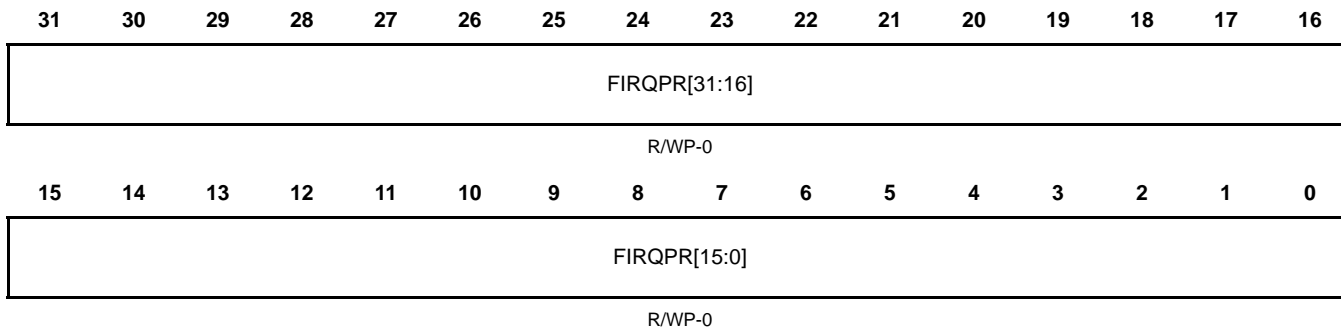 31 30 29 28 27 26 25 24 23 22 21 20 19 18 17 16
FIRQPR[31:16]
R/WP-0
15 14 13 12 11 10 9 8 7 6 5 4 3 2 1 0
FIRQPR[15:0]
R/WP-0